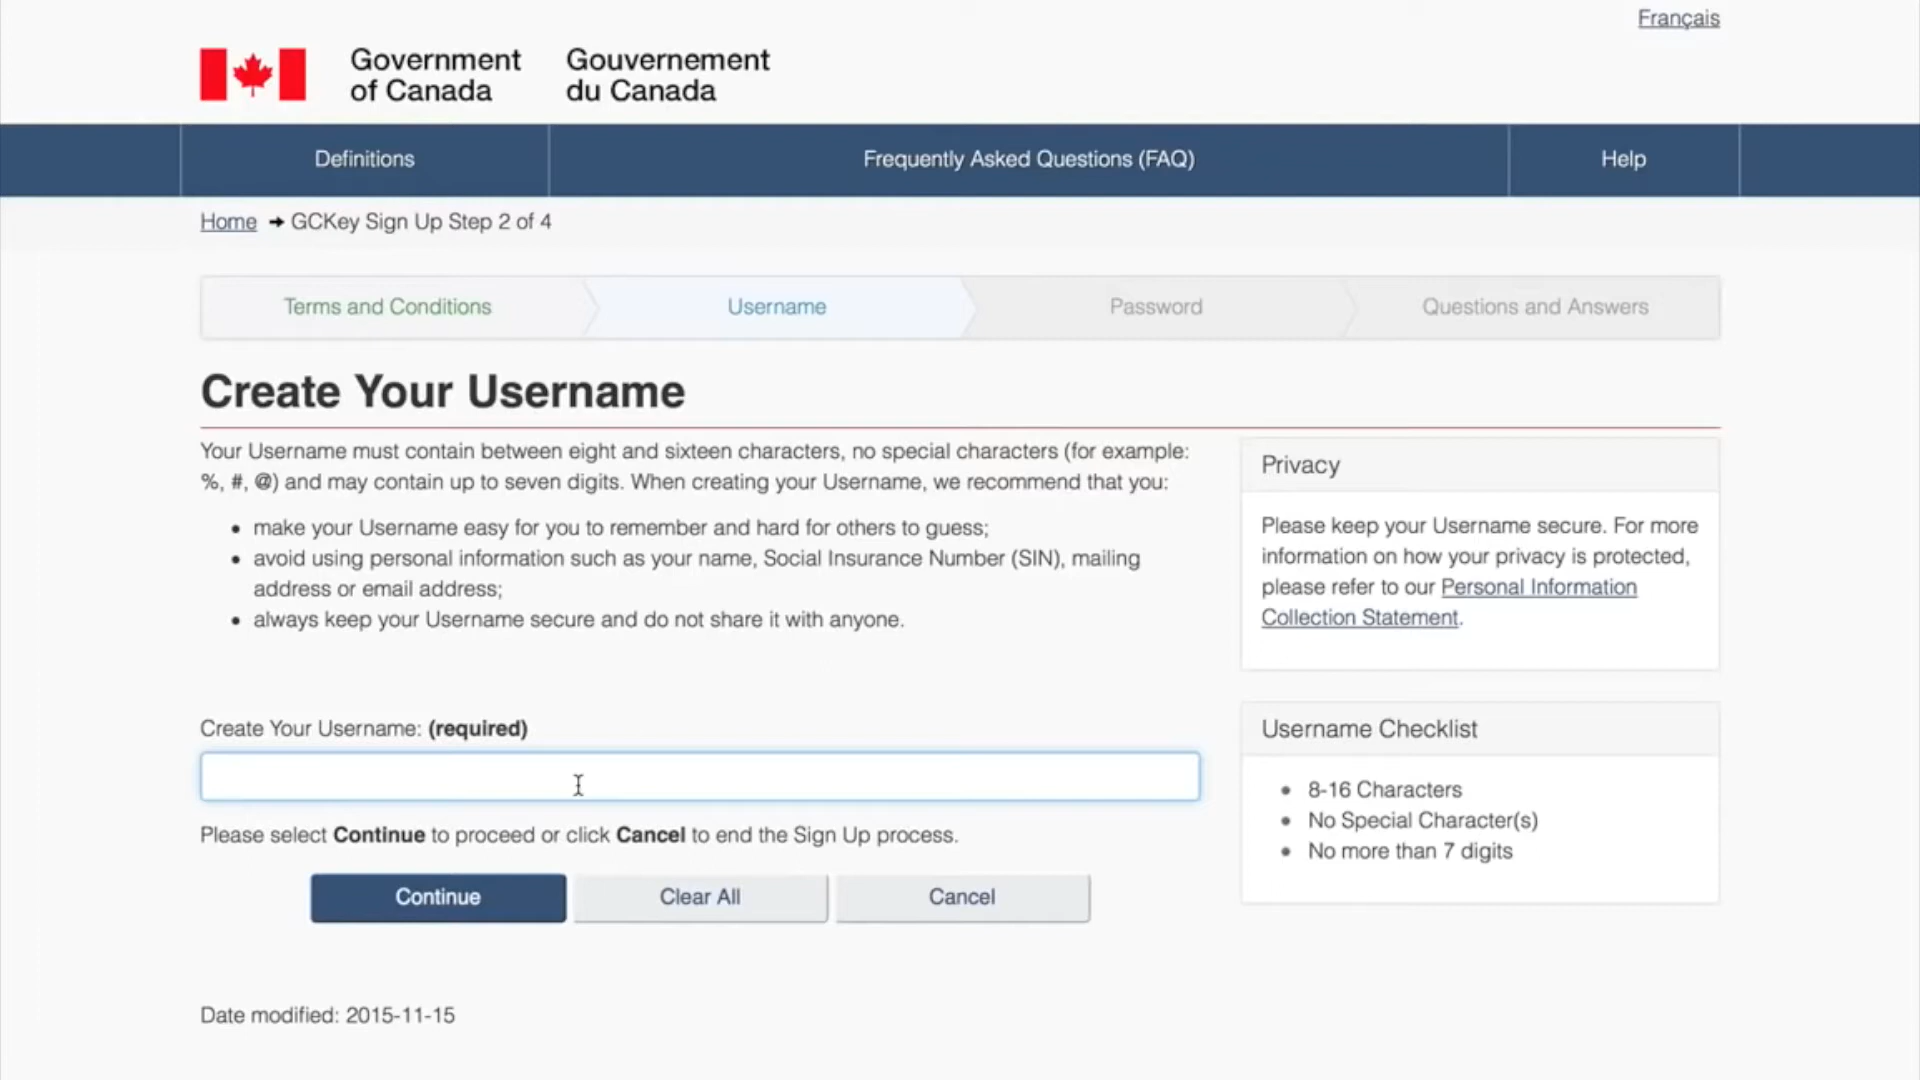 Français
Government
of Canada
Gouvernement
du Canada
Definitions
Frequently Asked Questions (FAQ)
Help
Home ➔ GCKey Sign Up Step 2 of 4
Terms and Conditions
Username
Password
Questions and Answers
Create Your Username
Your Username must contain between eight and sixteen characters, no special characters (for example:
%, #, @) and may contain up to seven digits. When creating your Username, we recommend that you:
• make your Username easy for you to remember and hard for others to guess;
• avoid using personal information such as your name, Social Insurance Number (SIN), mailing
address or email address;
• always keep your Username secure and do not share it with anyone.
Create Your Username: (required)
Please select Continue to proceed or click Cancel to end the Sign Up process.
Continue
Clear All
Cancel
Privacy
Please keep your Username secure. For more
information on how your privacy is protected,
please refer to our Personal Information
Collection Statement.
Username Checklist
• 8-16 Characters
• No Special Character(s)
• No more than 7 digits
Date modified: 2015-11-15